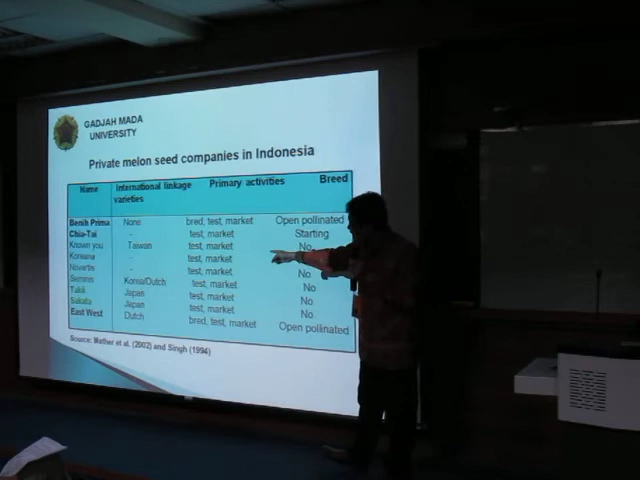 GADJAH MADA
UNIVERSITY
Private melon seed companies in Indonesia
Name International linkage Primary activities Breed
varieties
Benih Prima None bred, test, market Open pollinated
Chia-Tai - test, market Starting
Known you Taiwan test, market No
Koreana - test, market
Novartis - test, market No
Seminis Korea/Dutch test, market No
Takii Japan test, market No
Sakata Japan test, market No
East West Dutch bred, test, market Open pollinated
Source: Mather et al. (2002) and Singh (1994)